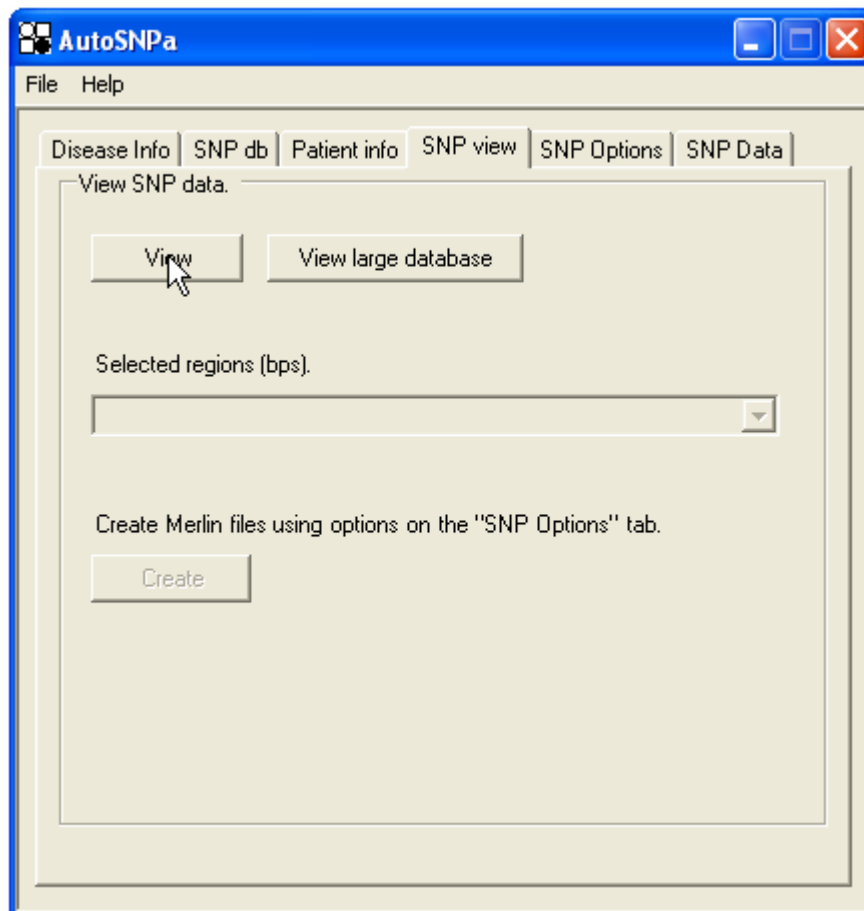 AutoSNPa
File Help
Disease Info SNP db Patient info SNP view SNP Options SNP Data
View SNP data.
View View large database
Selected regions (bps).
Create Merlin files using options on the "SNP Options" tab.
Create